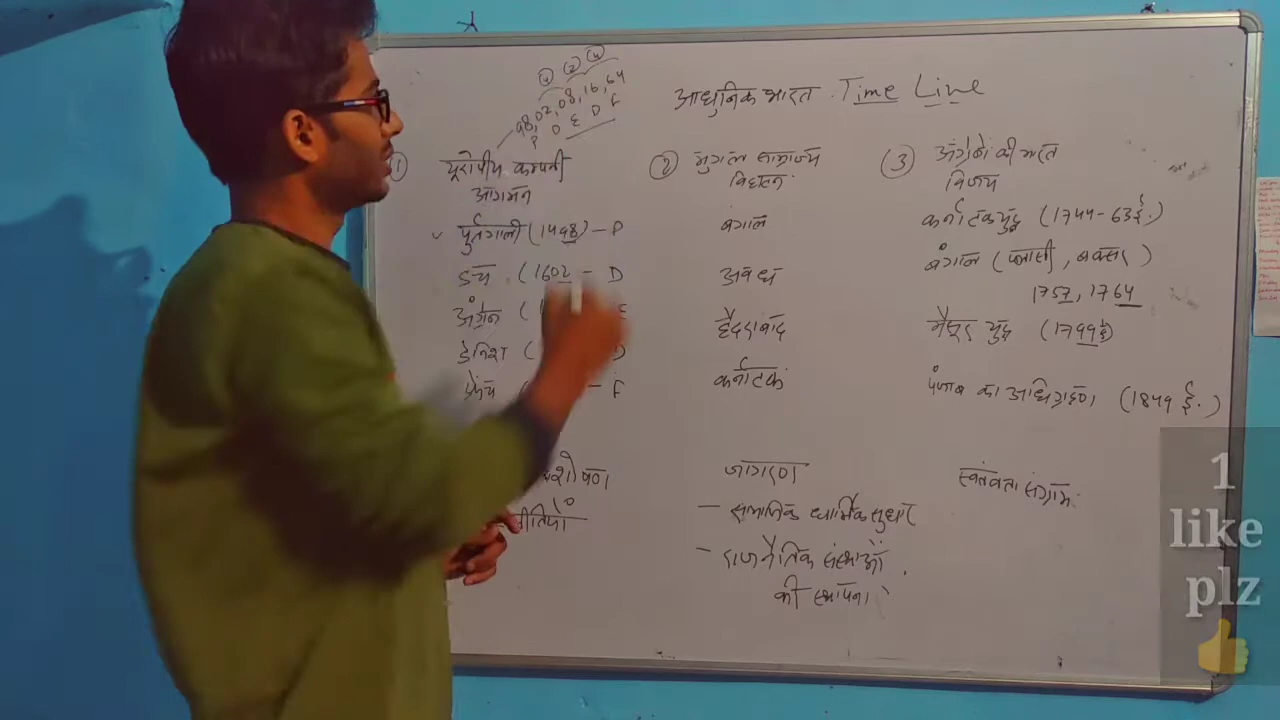 आधुनिक भारत . Time Line
① ② ④
98, 02, 08, 16, 64
P D E D F
① यूरोपीय कम्पनी
आगमन
पुर्तगाली (1498) - P
डच (1602 - D
अंग्रेज (
डेनिश (
फ्रेंच ( - F
② मुगल साम्राज्य
विघटन
बंगाल
अवध
हैदराबाद
कर्नाटक
③ अंग्रेजों की भारत
विजय
कर्नाटक युद्ध (1744-63ई.)
बंगाल (प्लासी, बक्सर)
1757, 1764
मैसूर युद्ध (1799ई)
पंजाब का अधिग्रहण (1849 ई.)
शोषण
नीतियां
जागरण
- सामाजिक धार्मिक सुधार
- राजनैतिक संस्थाओं
की स्थापना
स्वतंत्रता संग्राम
1
like
plz